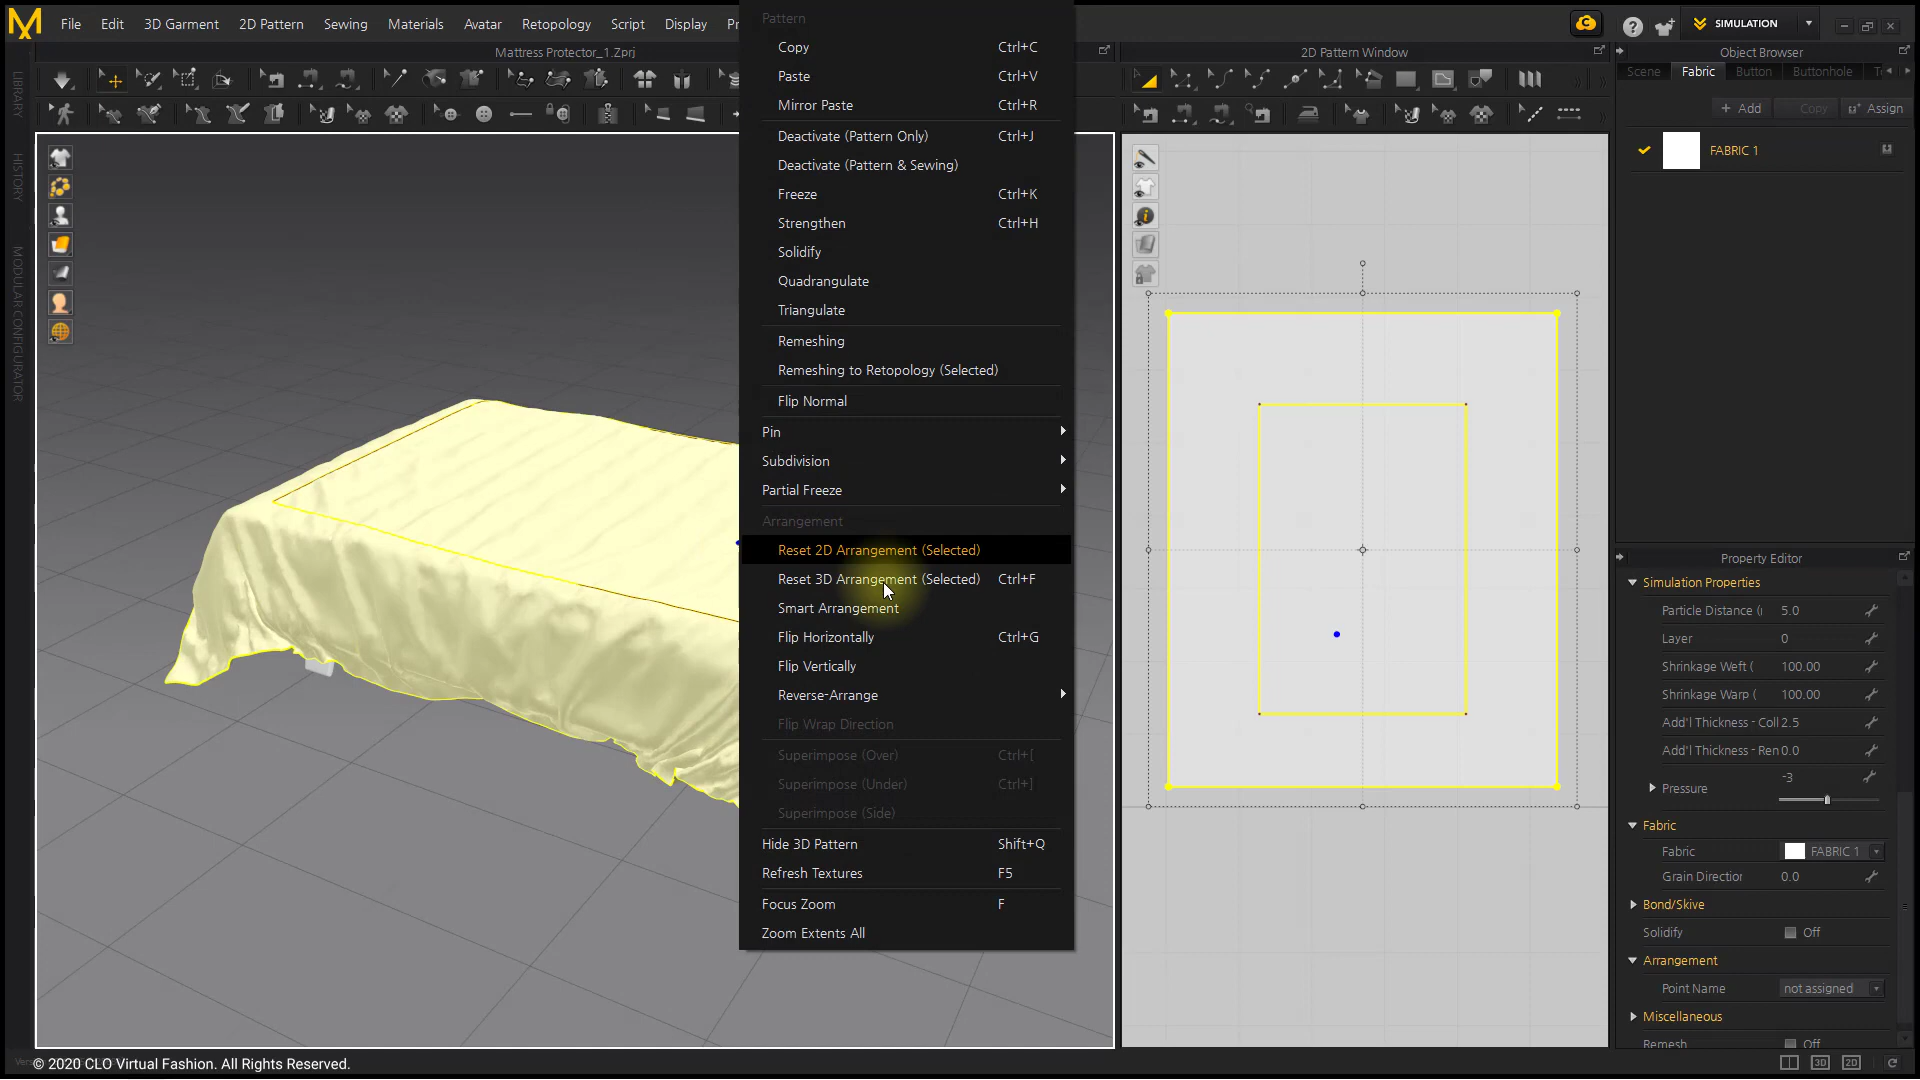 File Edit 3D Garment 2D Pattern Sewing Materials Avatar Retopology Script Display Pr
SIMULATION
Mattress Protector_1.Zprj
2D Pattern Window
Object Browser
Scene Fabric Button Buttonhole
+ Add Copy Assign
FABRIC 1
LIBRARY
HISTORY
MODULAR CONFIGURATOR
Pattern
Copy Ctrl+C
Paste Ctrl+V
Mirror Paste Ctrl+R
Deactivate (Pattern Only) Ctrl+J
Deactivate (Pattern & Sewing)
Freeze Ctrl+K
Strengthen Ctrl+H
Solidify
Quadrangulate
Triangulate
Remeshing
Remeshing to Retopology (Selected)
Flip Normal
Pin
Subdivision
Partial Freeze
Arrangement
Reset 2D Arrangement (Selected)
Reset 3D Arrangement (Selected) Ctrl+F
Smart Arrangement
Flip Horizontally Ctrl+G
Flip Vertically
Reverse-Arrange
Flip Wrap Direction
Superimpose (Over) Ctrl+[
Superimpose (Under) Ctrl+]
Superimpose (Side)
Hide 3D Pattern Shift+Q
Refresh Textures F5
Focus Zoom F
Zoom Extents All
Property Editor
Simulation Properties
Particle Distance ( 5.0
Layer 0
Shrinkage Weft ( 100.00
Shrinkage Warp ( 100.00
Add'l Thickness - Coll 2.5
Add'l Thickness - Ren 0.0
Pressure -3
Fabric
Fabric FABRIC 1
Grain Direction 0.0
Bond/Skive
Solidify Off
Arrangement
Point Name not assigned
Miscellaneous
Remesh Off
© 2020 CLO Virtual Fashion. All Rights Reserved.
3D 2D